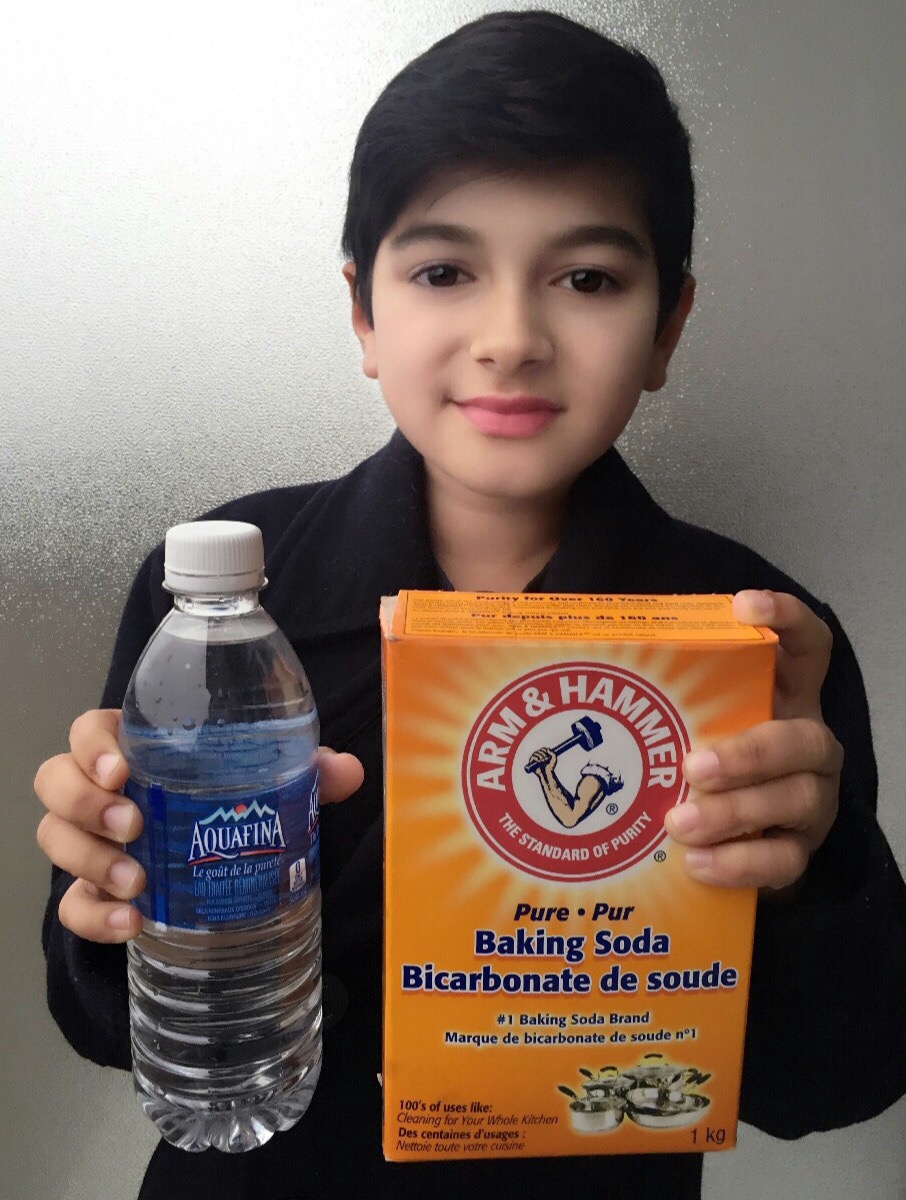 Purity for Over 160 Years
Pur depuis plus de 160 ans
ARM & HAMMER
THE STANDARD OF PURITY
®
®
Pure • Pur
Baking Soda
Bicarbonate de soude
#1 Baking Soda Brand
Marque de bicarbonate de soude nº1
100's of uses like:
Cleaning for Your Whole Kitchen
Des centaines d'usages :
Nettoie toute votre cuisine
1 kg
AQUAFINA
Le goût de la pureté